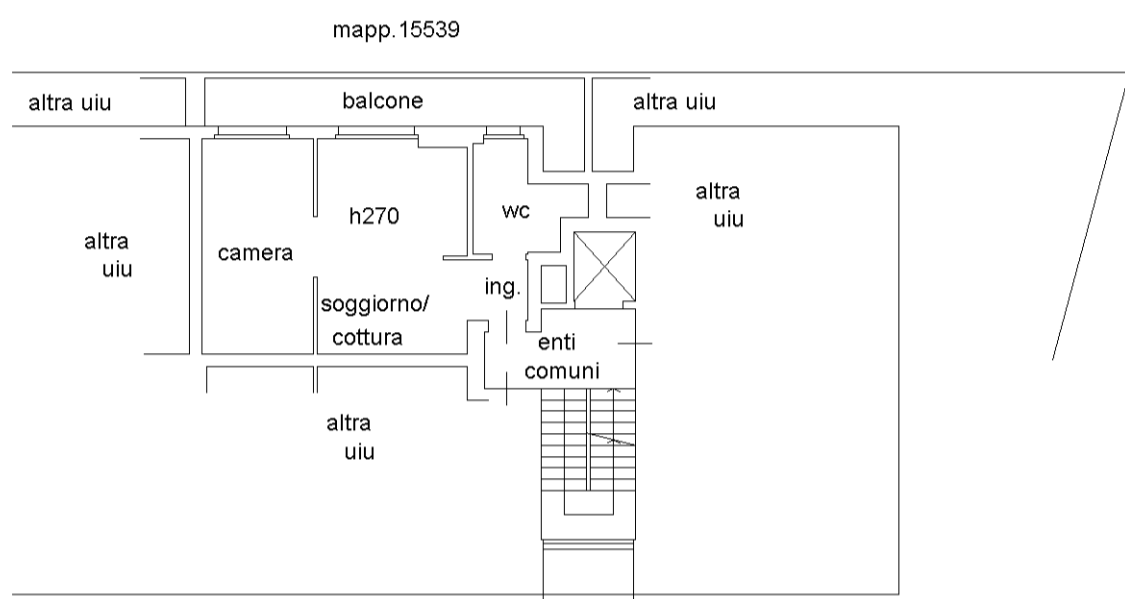 mapp.15539
altra uiu
balcone
altra uiu
altra
uiu
h270
wc
altra
uiu
camera
ing.
soggiorno/
cottura
enti
comuni
altra
uiu